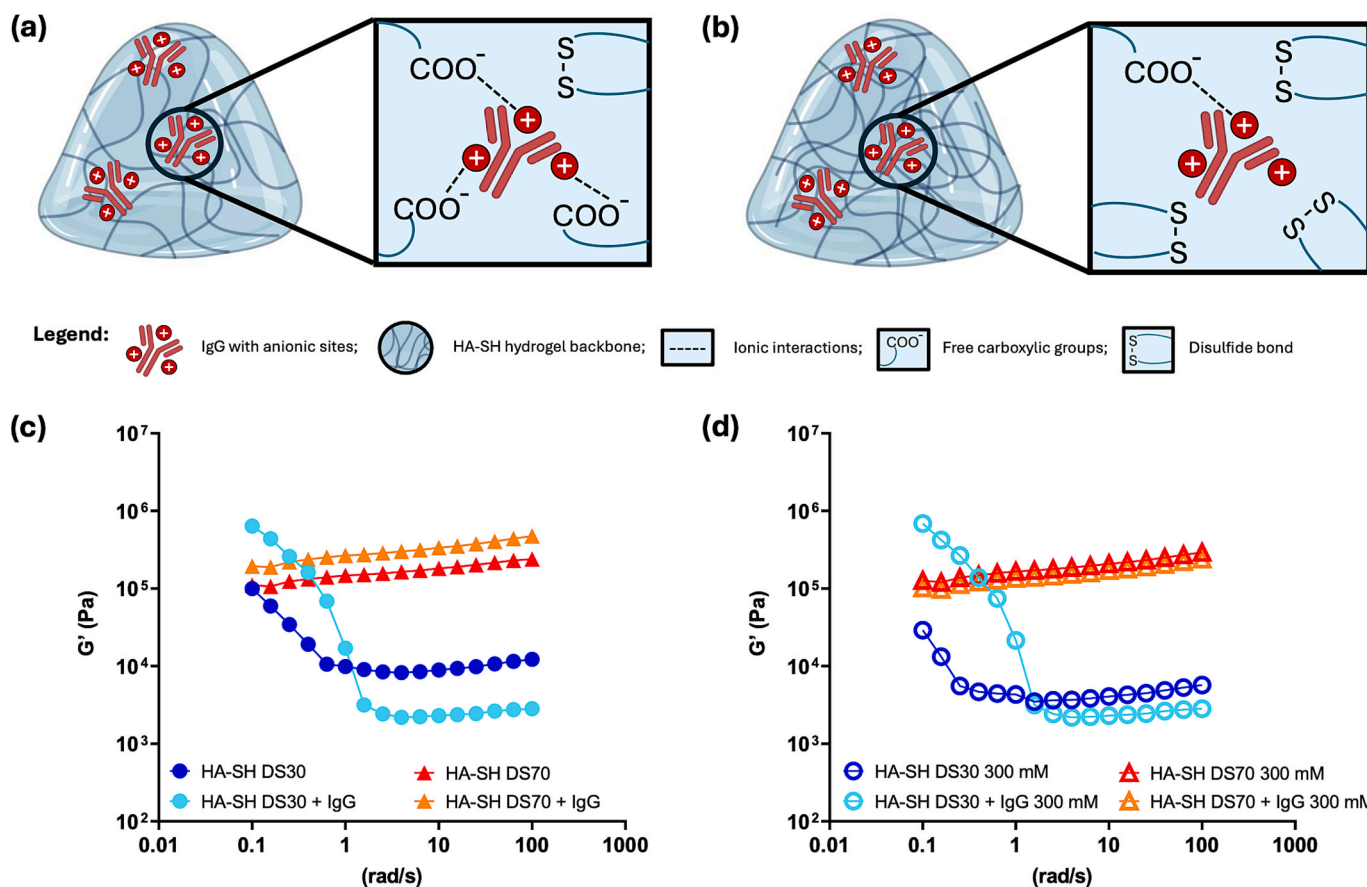 (a)
COO-
S
S
COO-
COO-
+
+
+
(b)
COO-
S
S
S
S
S
S
+
+
+
Legend:
IgG with anionic sites;
HA-SH hydrogel backbone;
Ionic interactions;
COO-
Free carboxylic groups;
S
S
Disulfide bond
(c)
10⁷
10⁶
10⁵
10⁴
10³
10²
G' (Pa)
HA-SH DS30
HA-SH DS70
HA-SH DS30 + IgG
HA-SH DS70 + IgG
0.01
0.1
1
10
100
1000
(rad/s)
(d)
10⁷
10⁶
10⁵
10⁴
10³
10²
G' (Pa)
HA-SH DS30 300 mM
HA-SH DS70 300 mM
HA-SH DS30 + IgG 300 mM
HA-SH DS70 + IgG 300 mM
0.01
0.1
1
10
100
1000
(rad/s)